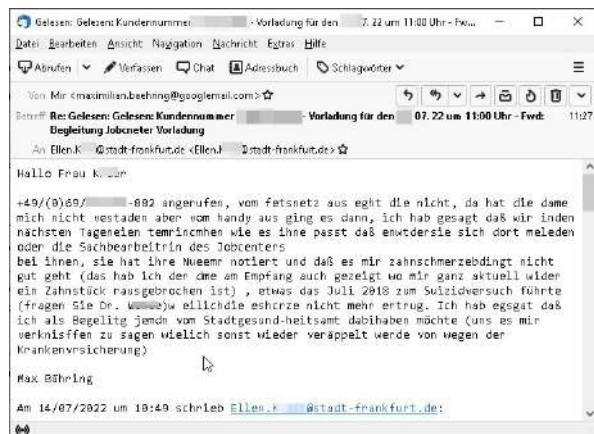 Gelesen: Gelesen: Kundennummer - Vorladung für den 7. 22 um 11:00 Uhr - Fw...
Datei Bearbeiten Ansicht Navigation Nachricht Extras Hilfe
Abrufen Verfassen Chat Adressbuch Schlagwörter
Von Mir <maximilian.baehring@googlemail.com>
Betreff Re: Gelesen: Gelesen: Kundennummer - Vorladung für den 07. 22 um 11:00 Uhr - Fwd: 11:27
Begleitung Jobcneter Vorladung
An Ellen.K @stadt-frankfurt.de <Ellen.K @stadt-frankfurt.de>
Hallo Frau K
+49/(0)69/ -802 angerufen, vom fetsnetz aus eght die nicht, da hat die dame
mich nicht vestaden aber vom handy aus ging es dann, ich hab gesagt daß wir inden
nächsten Tageneien temrincmhen wie es ihne passt daß enwtdersie sich dort meleden
oder die Sachbearbeitrin des Jobcenters
bei ihnen, sie hat ihre Nueemr notiert und daß es mir zahnschmerzebdingt nicht
gut geht (das hab ich der dme am Empfang auch gezeigt wo mir ganz aktuell wider
ein Zahnstück rausgebrochen ist) , etwas das Juli 2018 zum Suizidversuch führte
(fragen Sie Dr. )w eilichdie eshcrze nicht mehr ertrug. Ich hab egsgat daß
ich als Begelitg jemdn vom Stadtgesund-heitsamt dabihaben möchte (uns es mir
verknisffen zu sagen wielich sonst wieder veräppelt werde von wegen der
Krankenvrsicherung)
Max Bähring
Am 14/07/2022 um 10:49 schrieb Ellen.K @stadt-frankfurt.de: